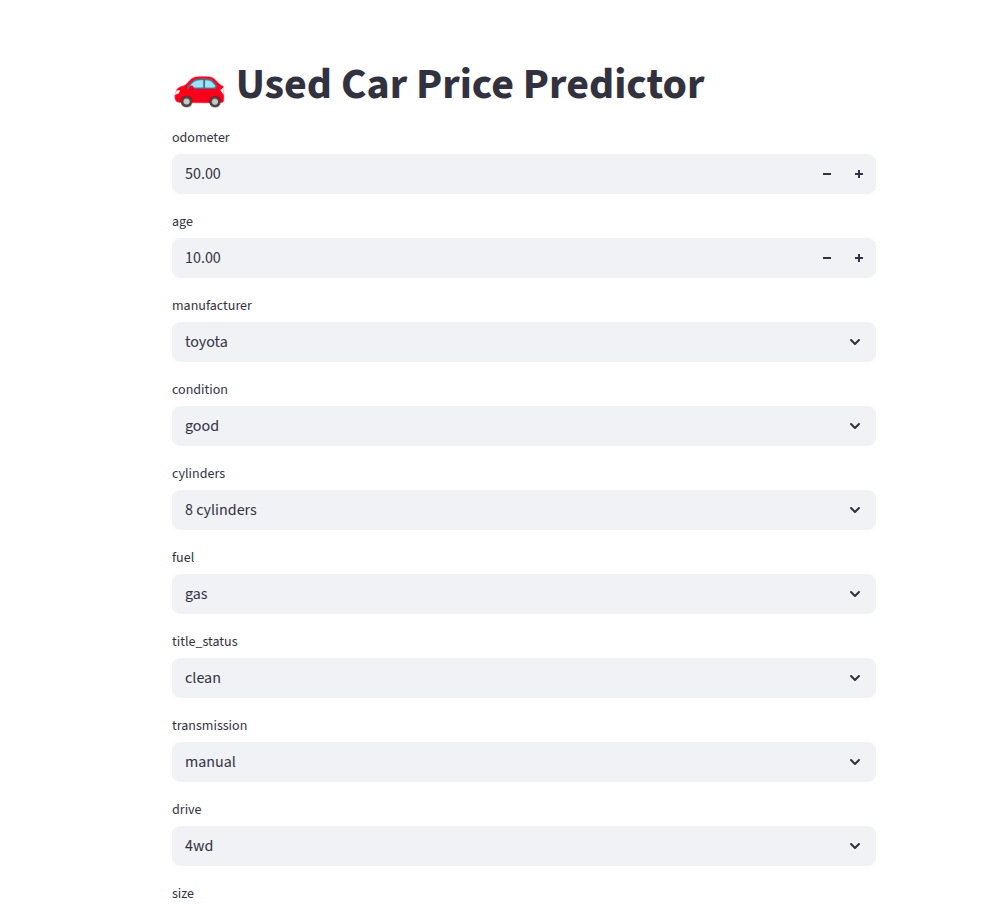 Used Car Price Predictor
odometer
50.00
age
10.00
manufacturer
toyota
condition
good
cylinders
8 cylinders
fuel
gas
title_status
clean
transmission
manual
drive
4wd
size